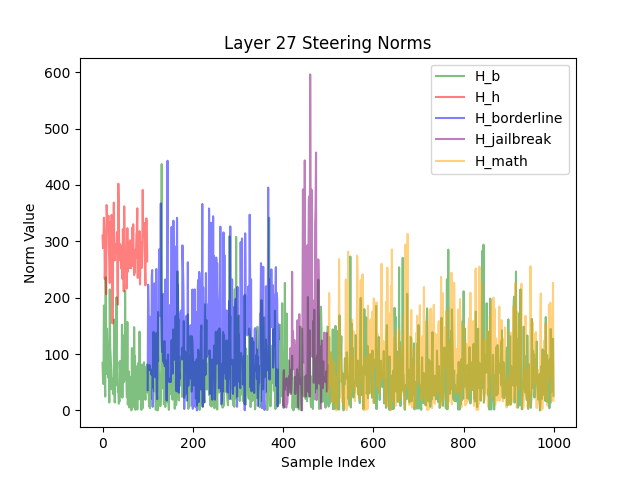 Layer 27 Steering Norms
Norm Value
600
500
400
300
200
100
0
H_b
H_h
H_borderline
H_jailbreak
H_math
0
200
400
600
800
1000
Sample Index